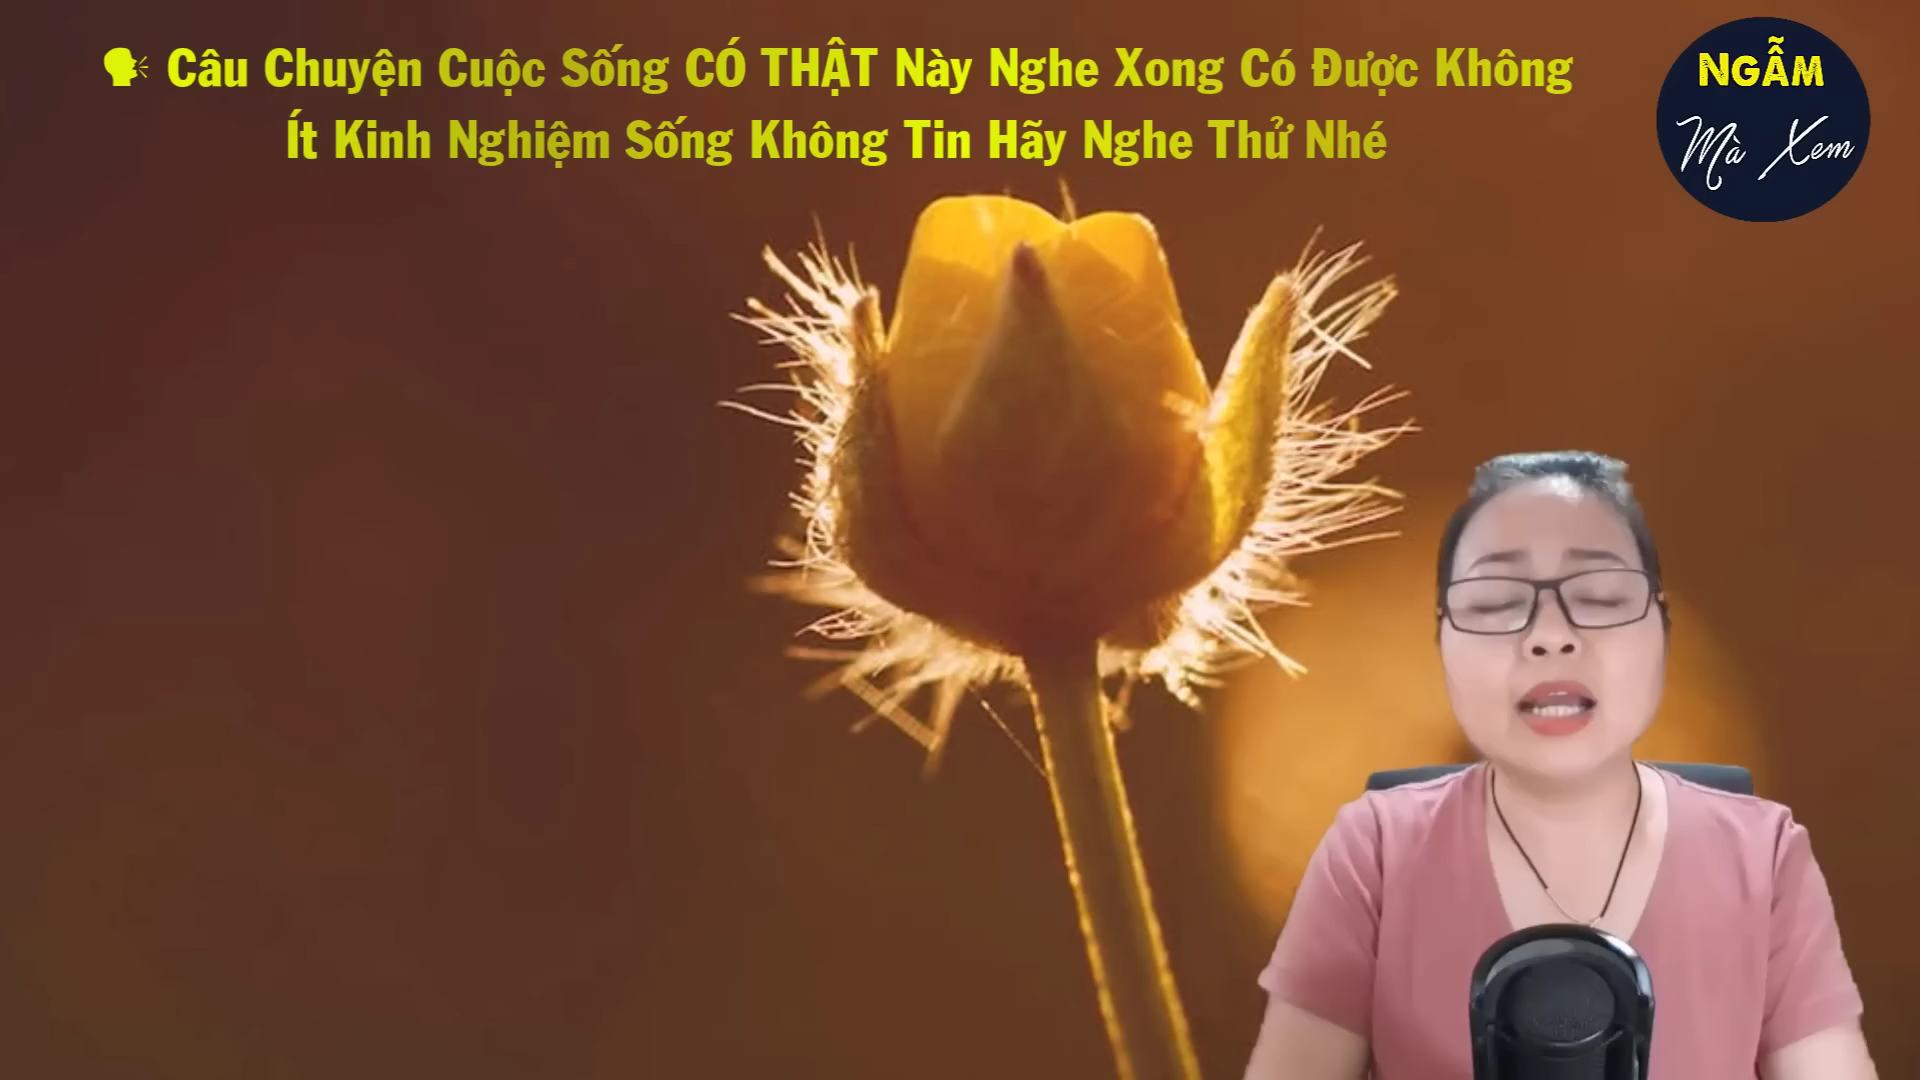 Câu Chuyện Cuộc Sống CÓ THẬT Này Nghe Xong Có Được Không
Ít Kinh Nghiệm Sống Không Tin Hãy Nghe Thử Nhé
NGẪM
Mà Xem